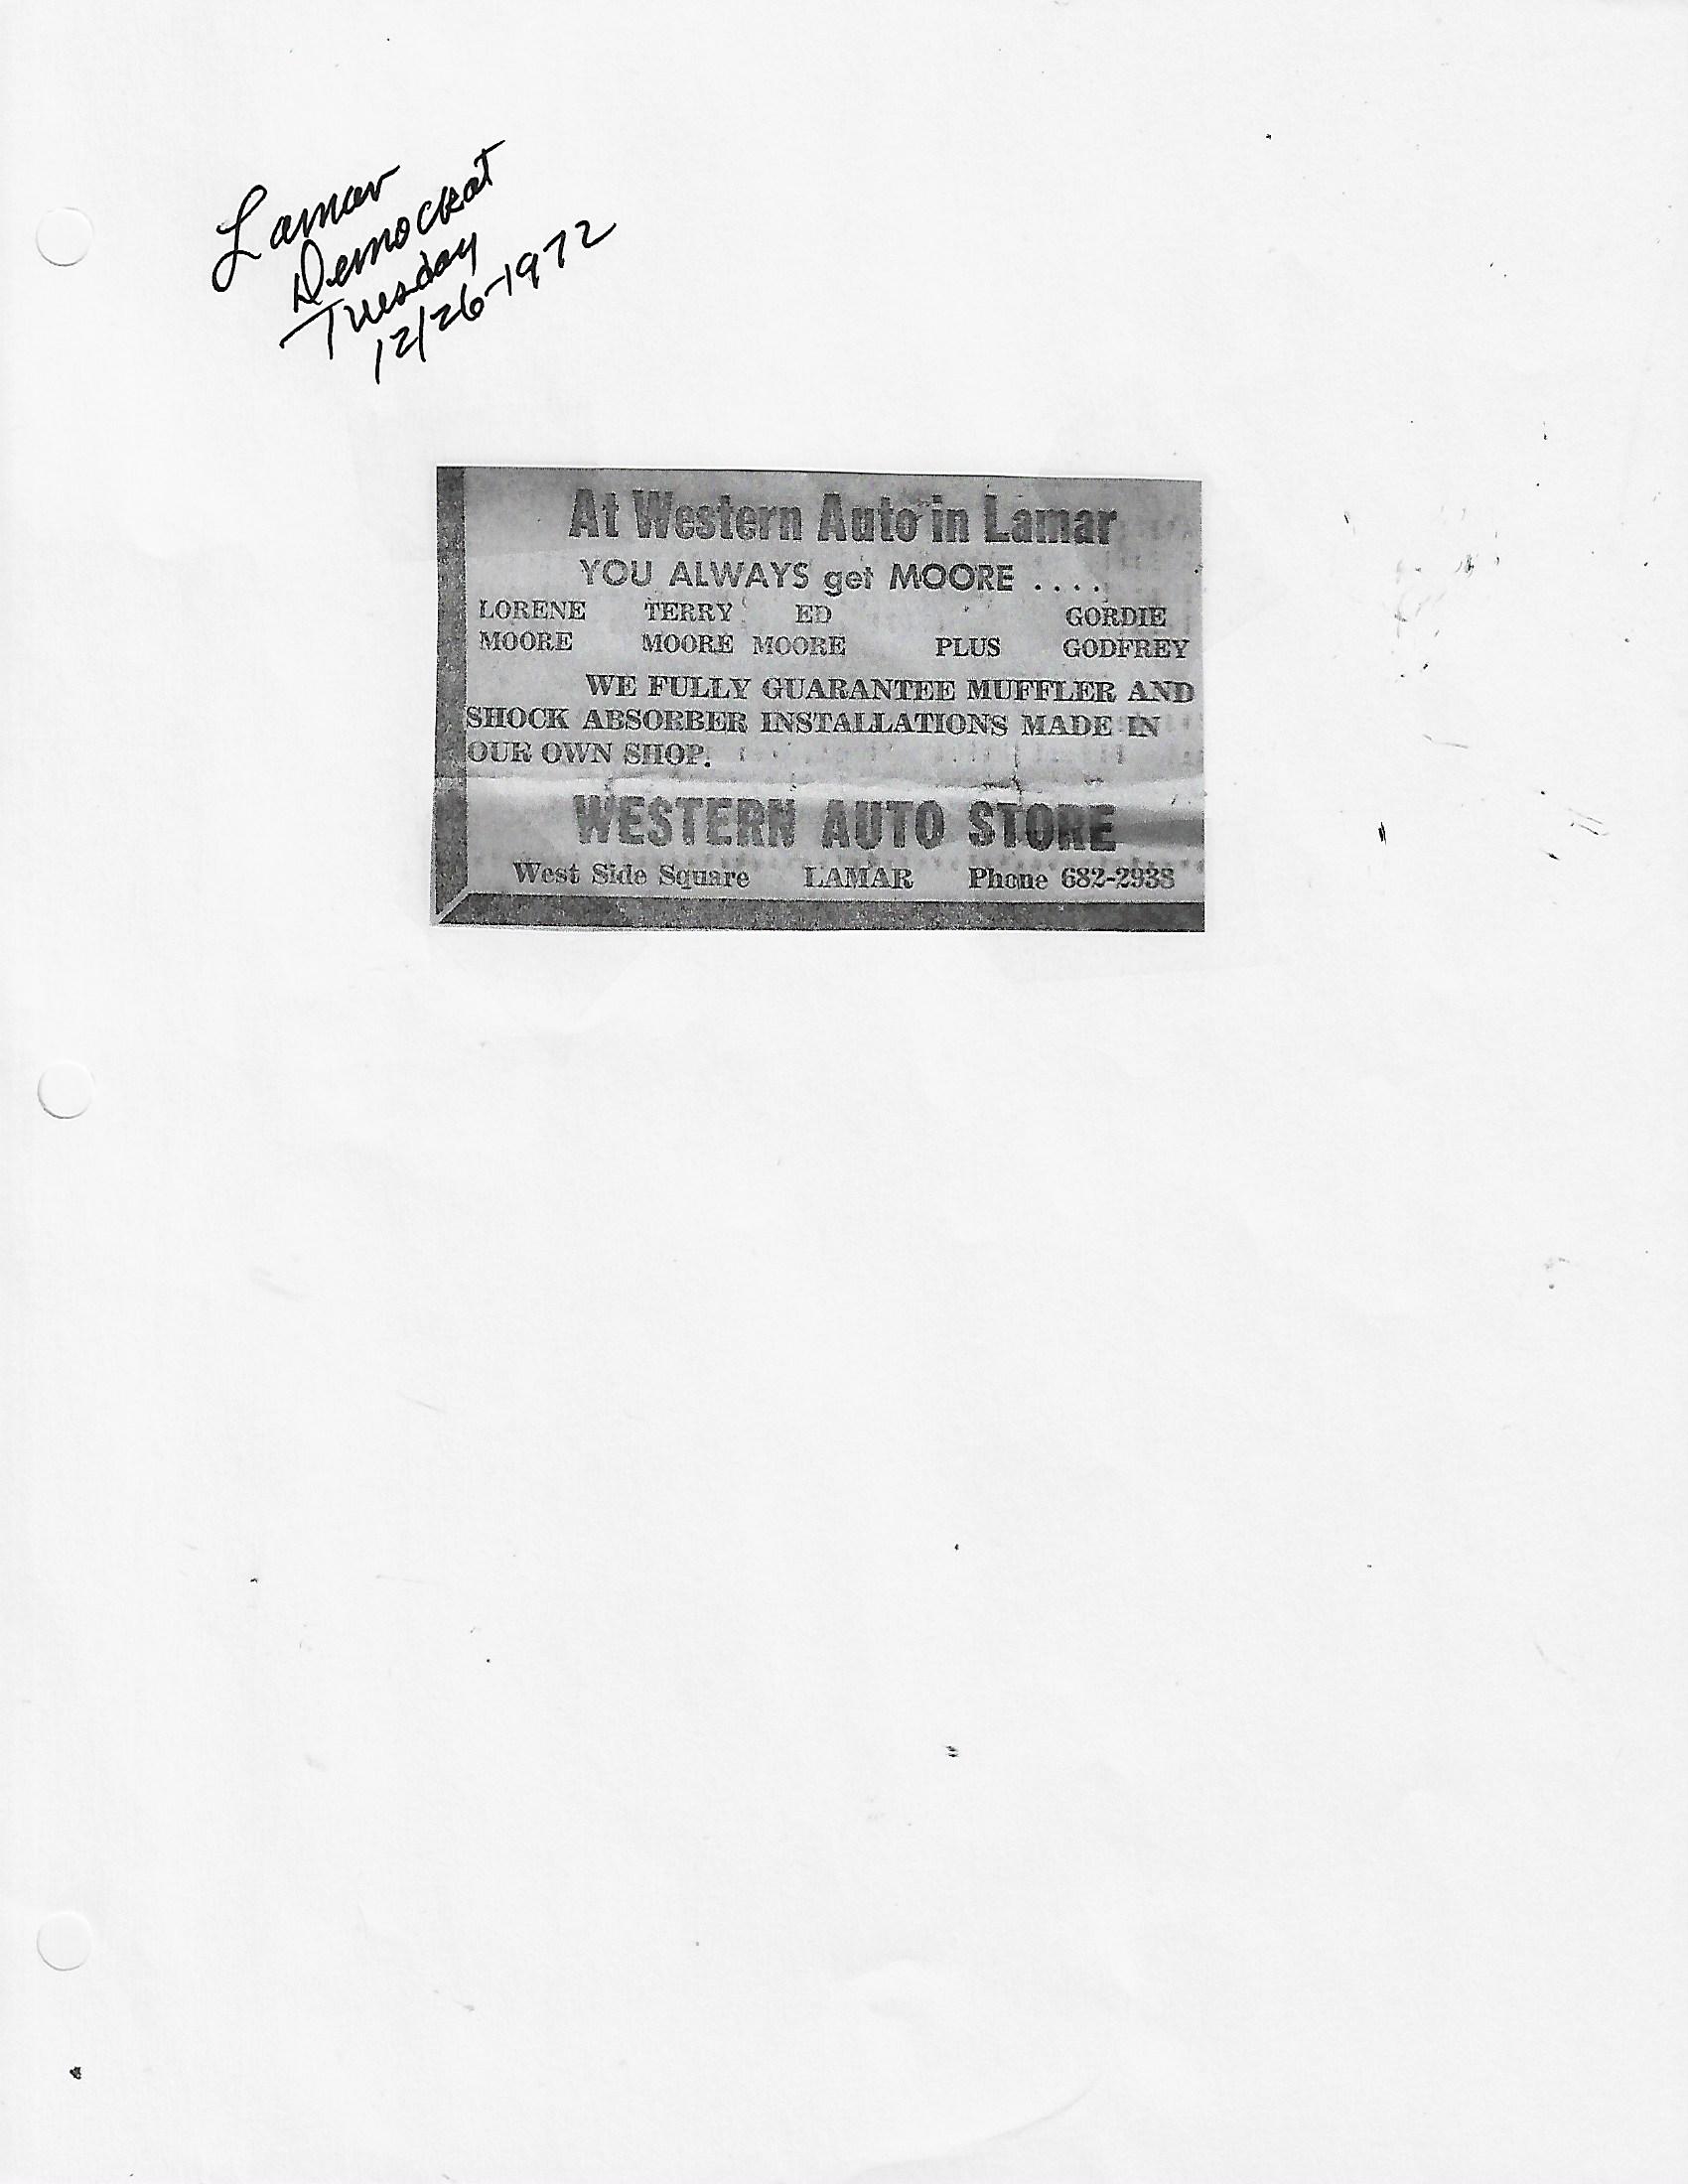 Lamar
Democrat
Tuesday
12/26-1972
At Western Auto in Lamar
YOU ALWAYS get MOORE ....
LORENE TERRY ED GORDIE
MOORE MOORE MOORE PLUS GODFREY
WE FULLY GUARANTEE MUFFLER AND
SHOCK ABSORBER INSTALLATIONS MADE IN
OUR OWN SHOP.
WESTERN AUTO STORE
West Side Square LAMAR Phone 682-2938